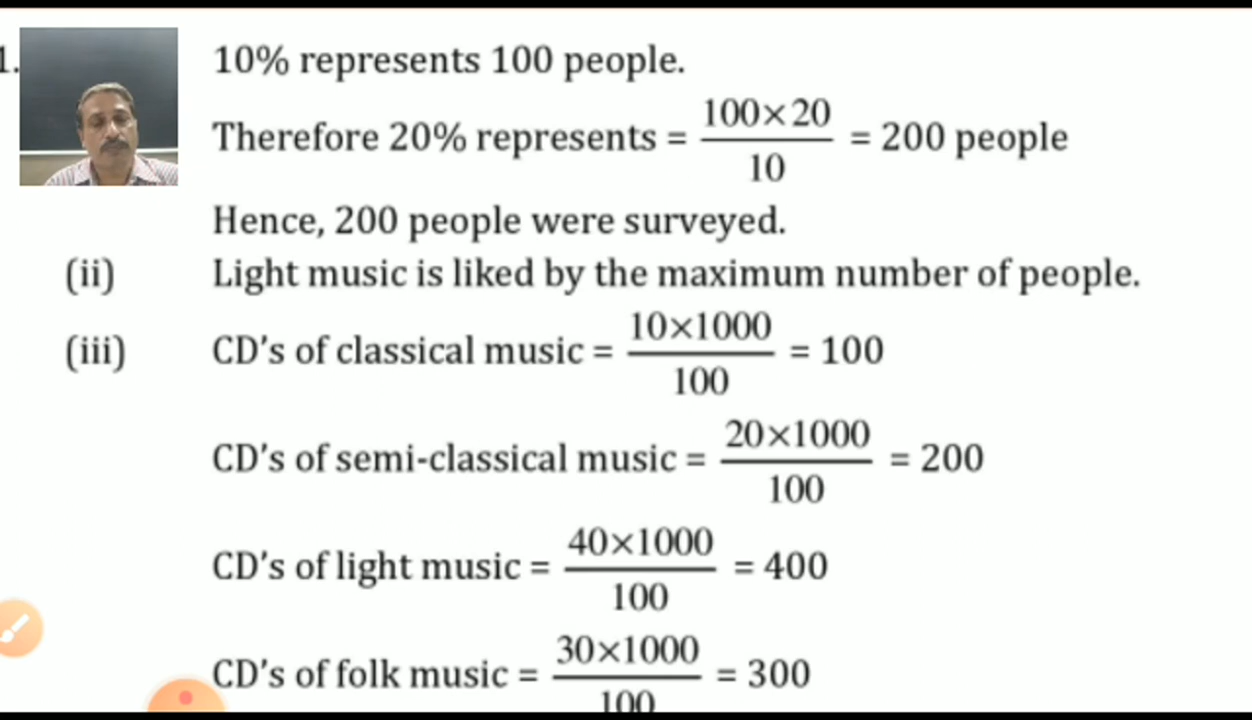 1.
10% represents 100 people.
Therefore 20% represents = 100×20/10 = 200 people
Hence, 200 people were surveyed.
(ii) Light music is liked by the maximum number of people.
(iii) CD's of classical music = 10×1000/100 = 100
CD's of semi-classical music = 20×1000/100 = 200
CD's of light music = 40×1000/100 = 400
CD's of folk music = 30×1000/100 = 300